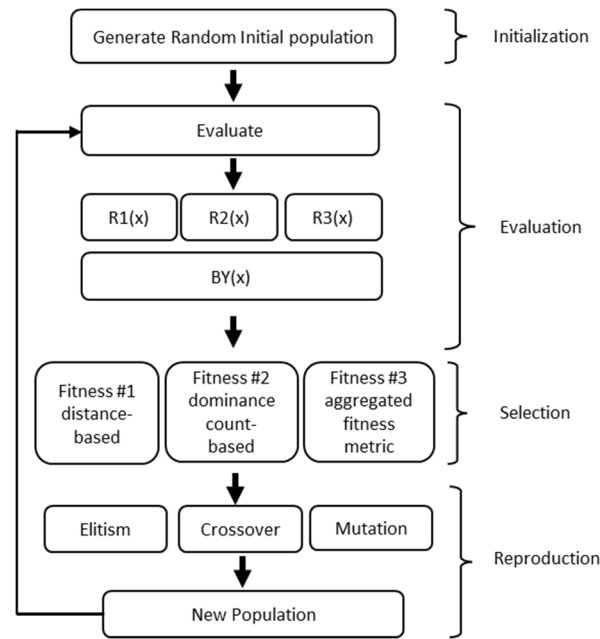 Generate Random Initial population
Initialization
Evaluate
R1(x)
R2(x)
R3(x)
Evaluation
BY(x)
Fitness #1
distance-
based
Fitness #2
dominance
count-
based
Fitness #3
aggregated
fitness
metric
Selection
Elitism
Crossover
Mutation
Reproduction
New Population